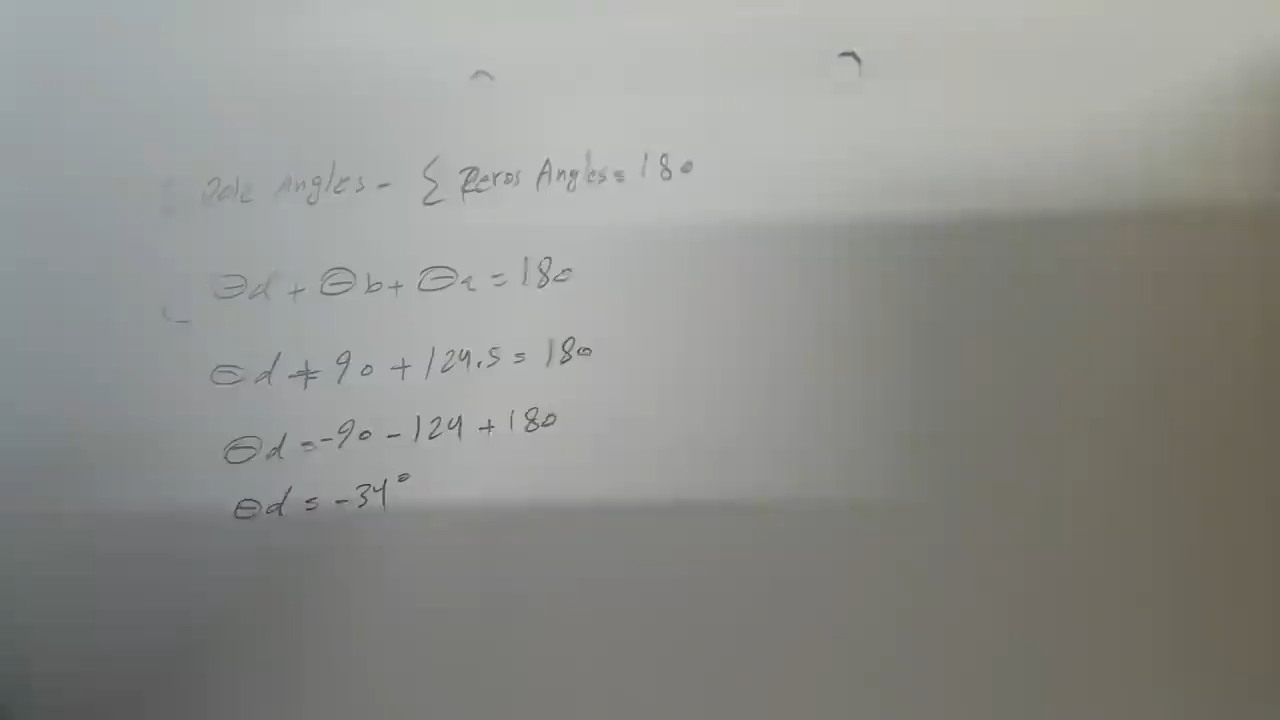 Pole Angles - Σ Zeros Angles = 180
θd + θb + θa = 180
θd + 90 + 124.5 = 180
θd = -90 - 124 + 180
θd = -34°